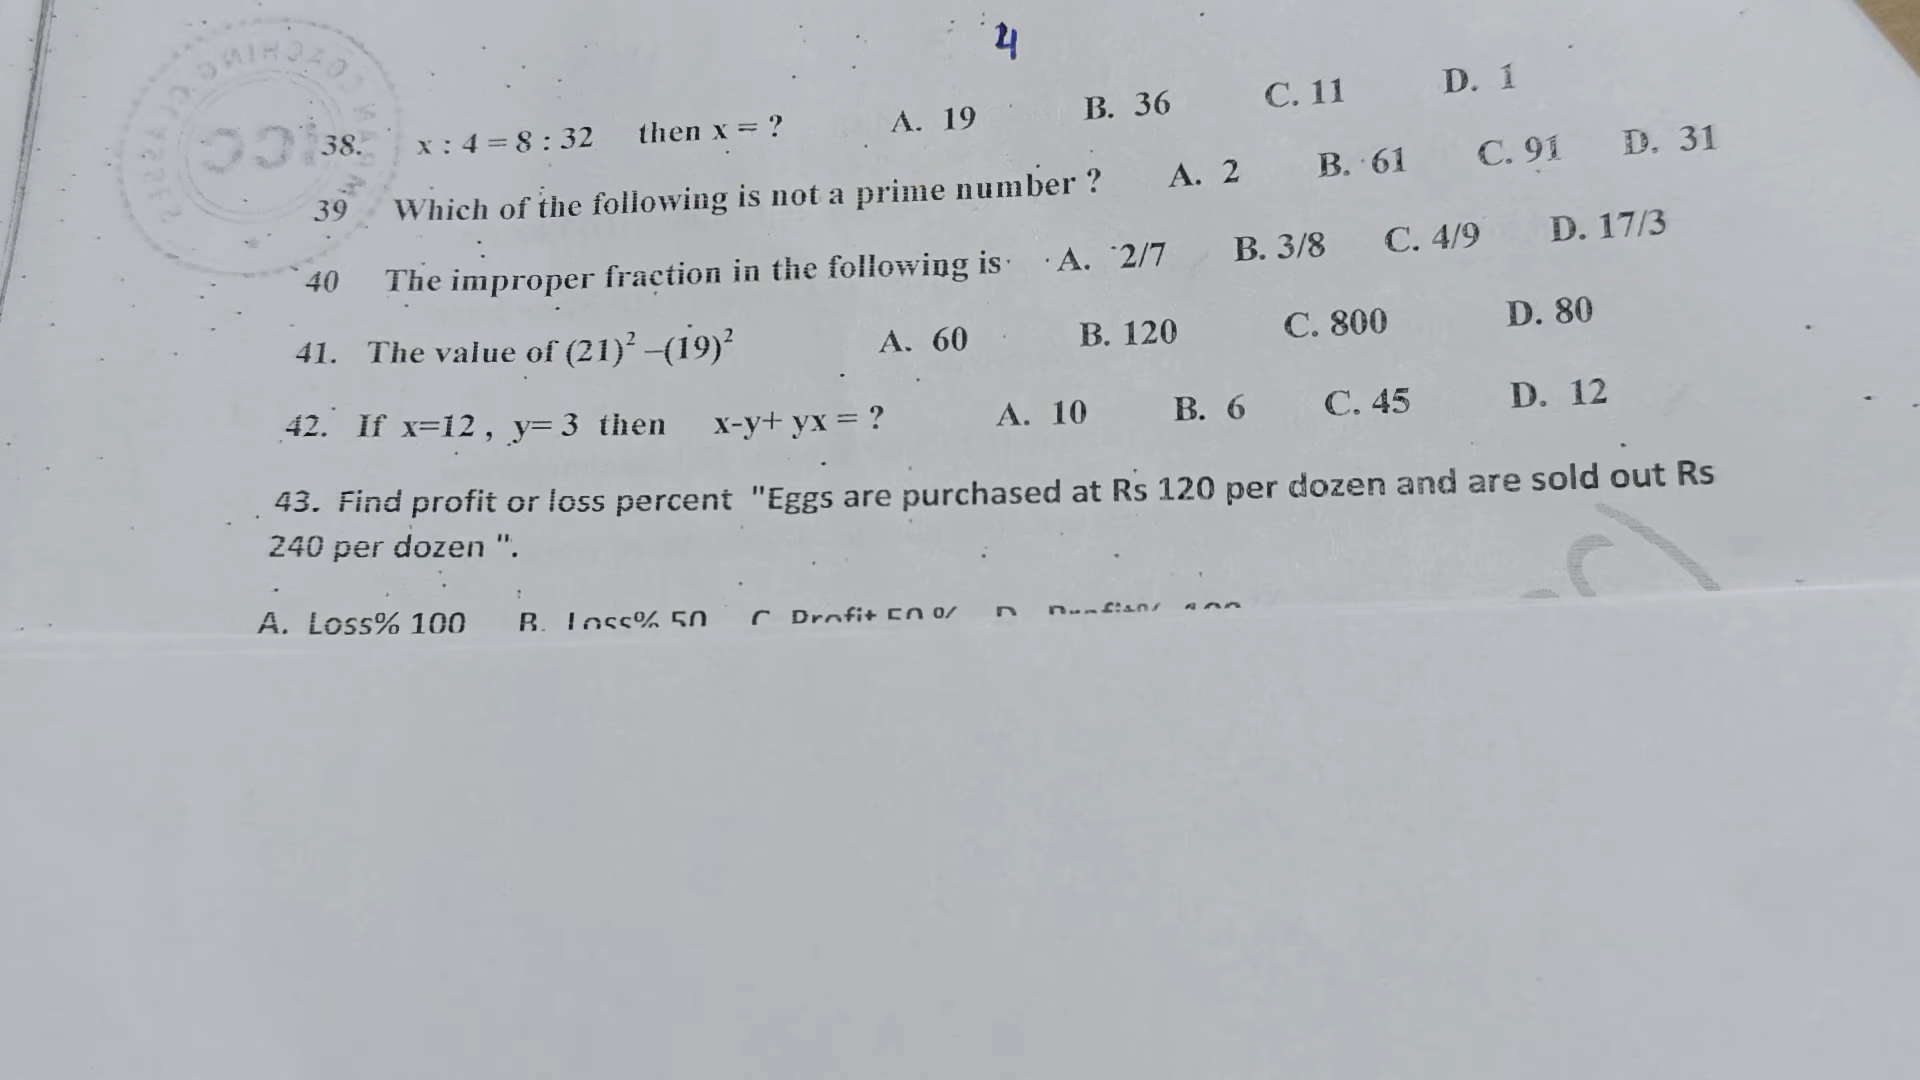 4
38. x : 4 = 8 : 32 then x = ? A. 19 B. 36 C. 11 D. 1
39 Which of the following is not a prime number ? A. 2 B. 61 C. 91 D. 31
40 The improper fraction in the following is A. 2/7 B. 3/8 C. 4/9 D. 17/3
41. The value of (21)² –(19)² A. 60 B. 120 C. 800 D. 80
42. If x=12 , y= 3 then x-y+ yx = ? A. 10 B. 6 C. 45 D. 12
43. Find profit or loss percent "Eggs are purchased at Rs 120 per dozen and are sold out Rs
240 per dozen ".
A. Loss% 100 B. Loss% 50 C Profit 50 %